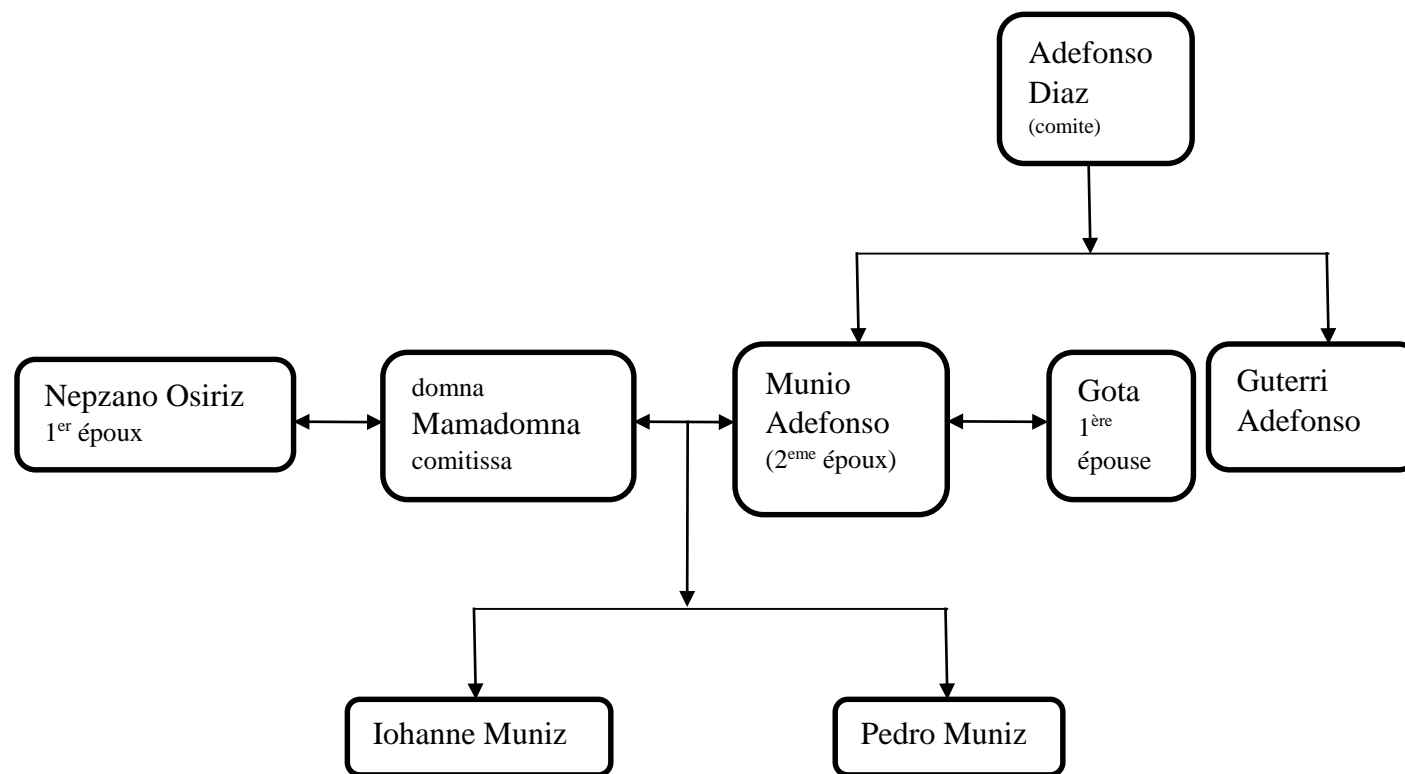 Adefonso
Diaz
(comite)
Nepzano Osiriz
1er époux
domna
Mamadomna
comitissa
Munio
Adefonso
(2eme époux)
Gota
1ère
épouse
Guterri
Adefonso
Iohanne Muniz
Pedro Muniz